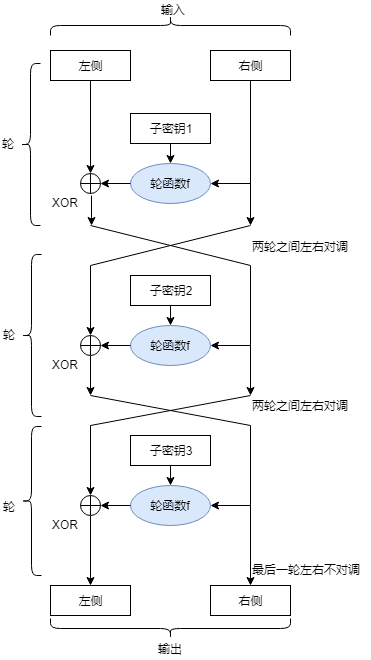 输入
左侧
右侧
子密钥1
轮
轮函数f
XOR
两轮之间左右对调
子密钥2
轮
轮函数f
XOR
两轮之间左右对调
子密钥3
轮
轮函数f
XOR
最后一轮左右不对调
左侧
右侧
输出